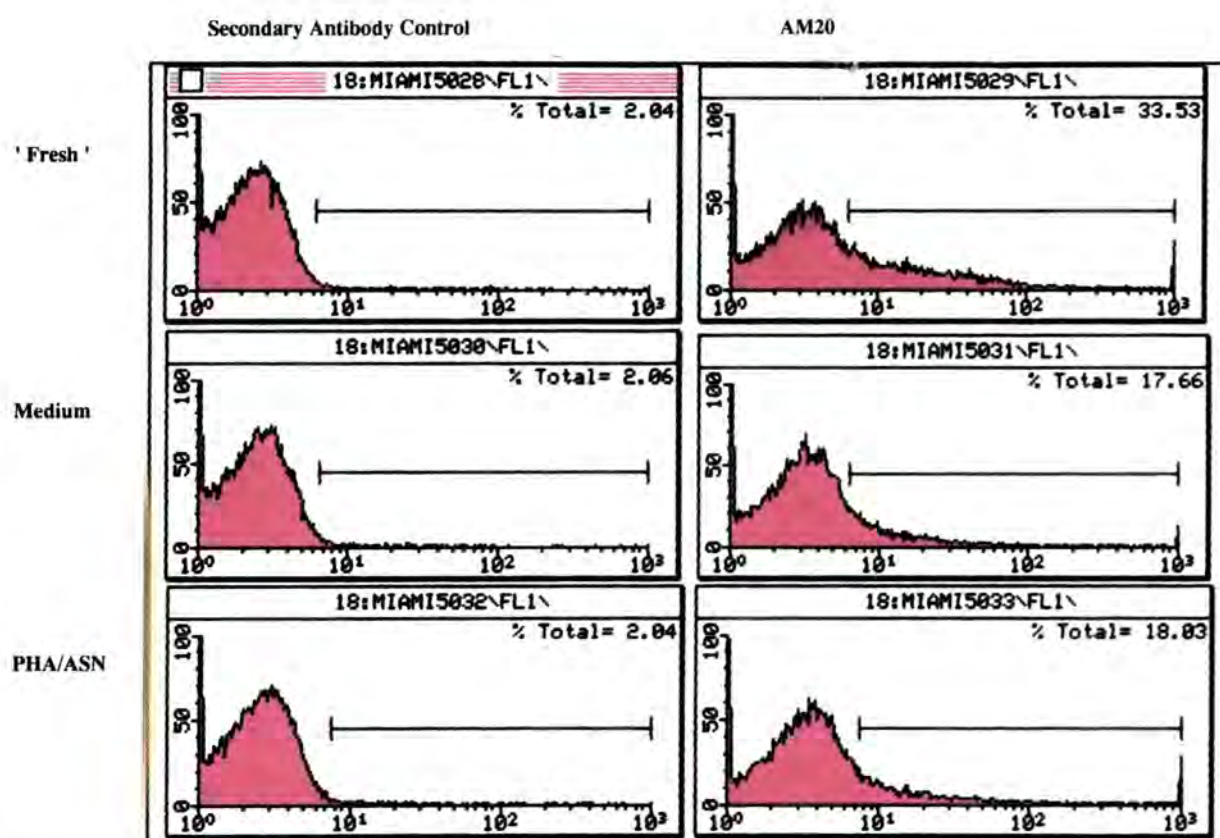 Secondary Antibody Control AM20
18:MIAMI5028\FL1\ 18:MIAMI5029\FL1\
% Total= 2.04 % Total= 33.53
' Fresh '
100 100
50 50
0 0
10⁰ 10¹ 10² 10³ 10⁰ 10¹ 10² 10³
18:MIAMI5030\FL1\ 18:MIAMI5031\FL1\
% Total= 2.06 % Total= 17.66
Medium
100 100
50 50
0 0
10⁰ 10¹ 10² 10³ 10⁰ 10¹ 10² 10³
18:MIAMI5032\FL1\ 18:MIAMI5033\FL1\
% Total= 2.04 % Total= 18.03
PHA/ASN
100 100
50 50
0 0
10⁰ 10¹ 10² 10³ 10⁰ 10¹ 10² 10³